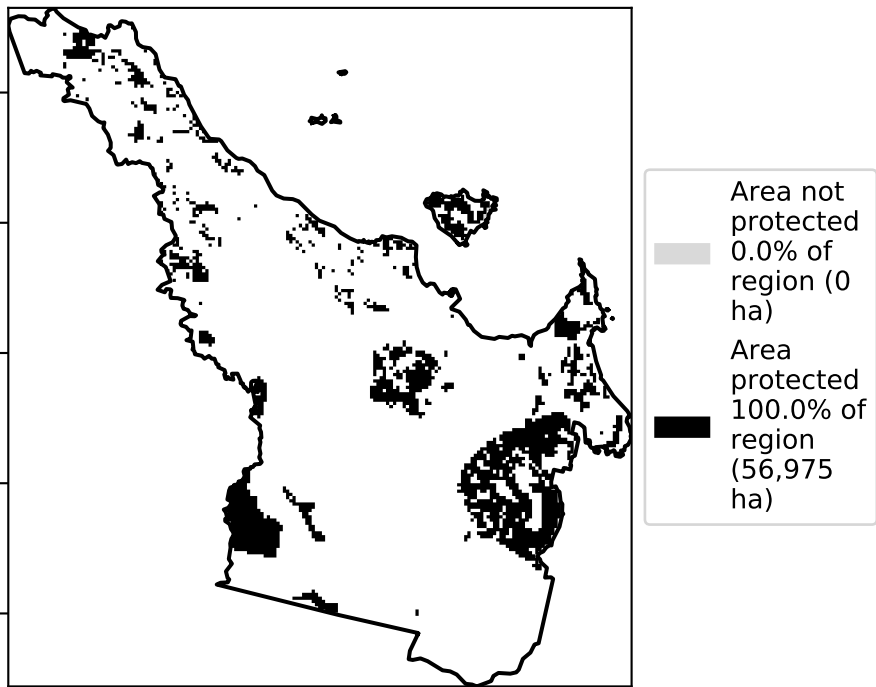 Area not
protected
0.0% of
region (0
ha)
Area
protected
100.0% of
region
(56,975
ha)